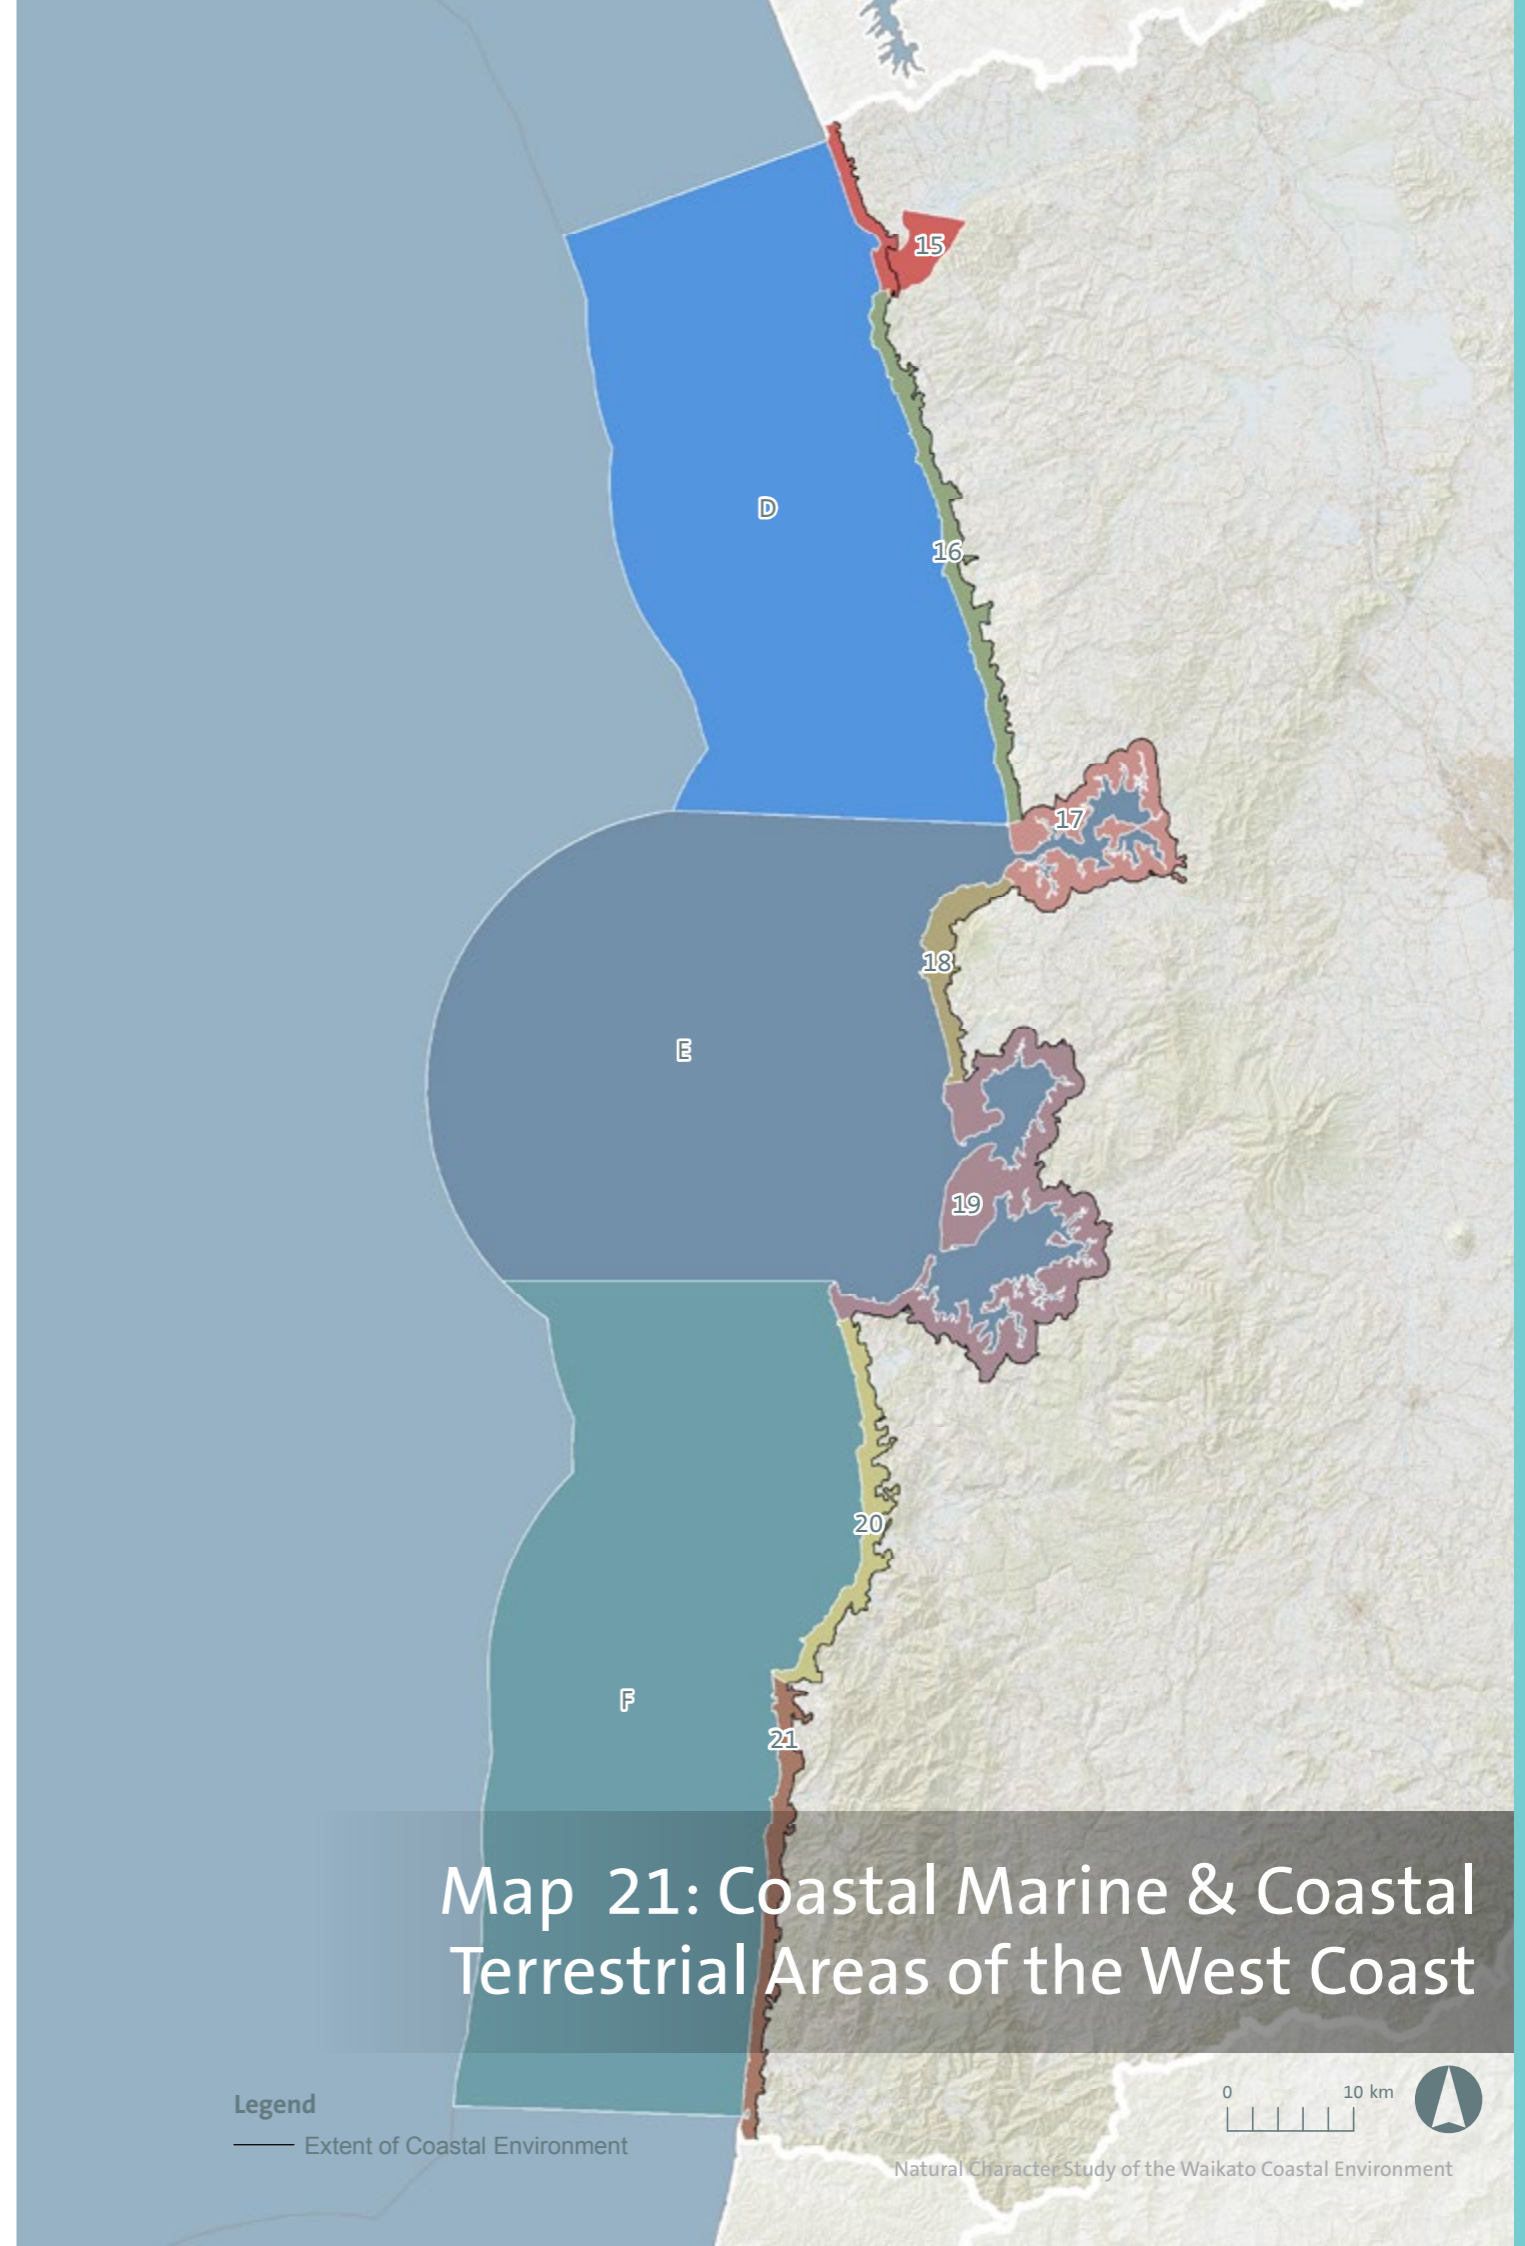 15
D
16
17
18
E
19
20
F
21
Map 21: Coastal Marine & Coastal
Terrestrial Areas of the West Coast
Legend
Extent of Coastal Environment
0 10 km
Natural Character Study of the Waikato Coastal Environment